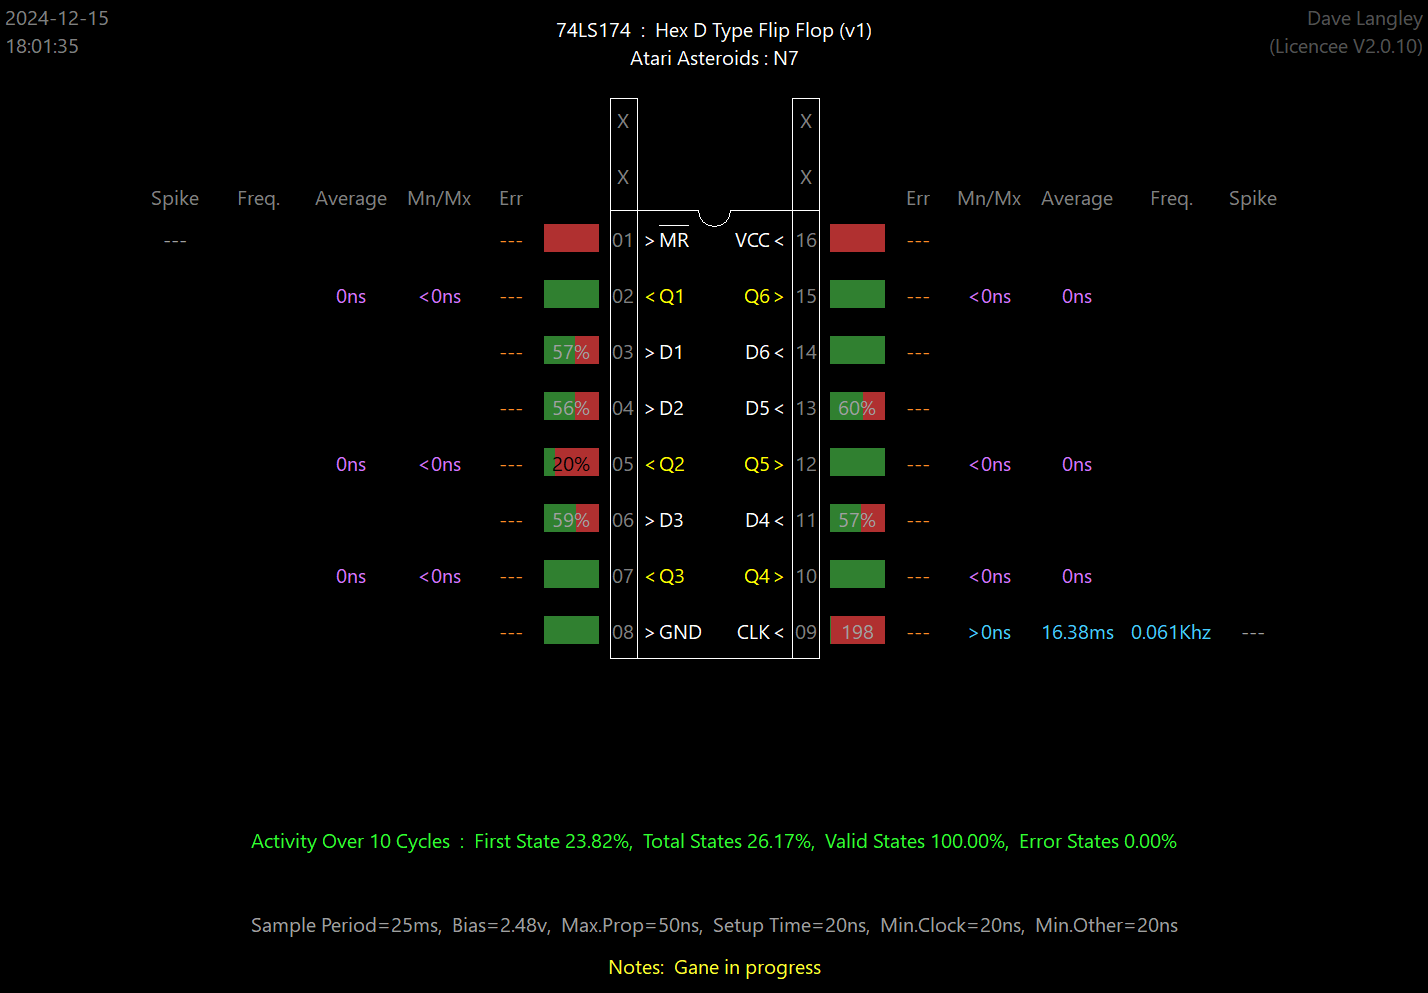 2024-12-15
18:01:35
74LS174 : Hex D Type Flip Flop (v1)
Atari Asteroids : N7
Dave Langley
(Licencee V2.0.10)
X X
X X
Spike Freq. Average Mn/Mx Err Err Mn/Mx Average Freq. Spike
--- --- 01 > MR VCC < 16 ---
0ns <0ns --- 02 < Q1 Q6 > 15 --- <0ns 0ns
--- 57% 03 > D1 D6 < 14 ---
--- 56% 04 > D2 D5 < 13 60% ---
0ns <0ns --- 20% 05 < Q2 Q5 > 12 --- <0ns 0ns
--- 59% 06 > D3 D4 < 11 57% ---
0ns <0ns --- 07 < Q3 Q4 > 10 --- <0ns 0ns
--- 08 > GND CLK < 09 198 --- >0ns 16.38ms 0.061Khz ---
Activity Over 10 Cycles : First State 23.82%, Total States 26.17%, Valid States 100.00%, Error States 0.00%
Sample Period=25ms, Bias=2.48v, Max.Prop=50ns, Setup Time=20ns, Min.Clock=20ns, Min.Other=20ns
Notes: Gane in progress